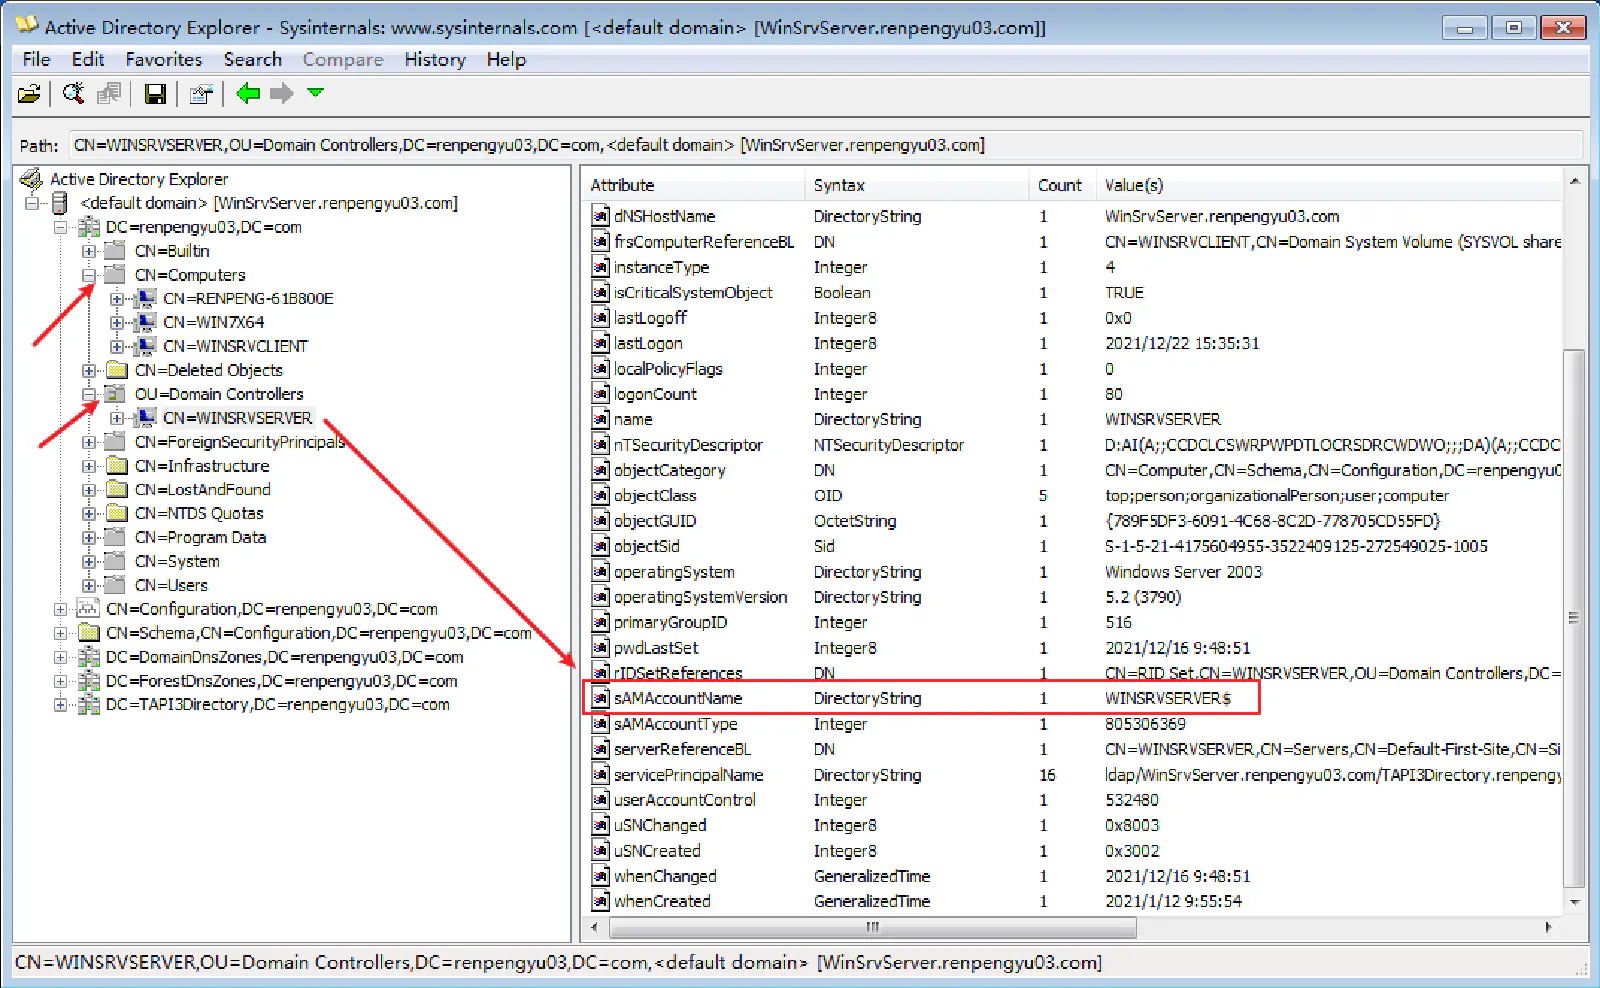 Active Directory Explorer - Sysinternals: www.sysinternals.com [<default domain> [WinSrvServer.renpengyu03.com]]
File Edit Favorites Search Compare History Help
Path: CN=WINSRVSERVER,OU=Domain Controllers,DC=renpengyu03,DC=com,<default domain> [WinSrvServer.renpengyu03.com]
Active Directory Explorer
<default domain> [WinSrvServer.renpengyu03.com]
DC=renpengyu03,DC=com
CN=Builtin
CN=Computers
CN=RENPENG-61B800E
CN=WIN7X64
CN=WINSRVCLIENT
CN=Deleted Objects
OU=Domain Controllers
CN=WINSRVSERVER
CN=ForeignSecurityPrincipals
CN=Infrastructure
CN=LostAndFound
CN=NTDS Quotas
CN=Program Data
CN=System
CN=Users
CN=Configuration,DC=renpengyu03,DC=com
CN=Schema,CN=Configuration,DC=renpengyu03,DC=com
DC=DomainDnsZones,DC=renpengyu03,DC=com
DC=ForestDnsZones,DC=renpengyu03,DC=com
DC=TAPI3Directory,DC=renpengyu03,DC=com
Attribute Syntax Count Value(s)
dNSHostName DirectoryString 1 WinSrvServer.renpengyu03.com
frsComputerReferenceBL DN 1 CN=WINSRVCLIENT,CN=Domain System Volume (SYSVOL share
instanceType Integer 1 4
isCriticalSystemObject Boolean 1 TRUE
lastLogoff Integer8 1 0x0
lastLogon Integer8 1 2021/12/22 15:35:31
localPolicyFlags Integer 1 0
logonCount Integer 1 80
name DirectoryString 1 WINSRVSERVER
nTSecurityDescriptor NTSecurityDescriptor 1 D:AI(A;;CCDCLCSWRPWPDTLOCRSDRCWDWO;;;DA)(A;;CCDC
objectCategory DN 1 CN=Computer,CN=Schema,CN=Configuration,DC=renpengyu0
objectClass OID 5 top;person;organizationalPerson;user;computer
objectGUID OctetString 1 {789F5DF3-6091-4C68-8C2D-778705CD55FD}
objectSid Sid 1 S-1-5-21-4175604955-3522409125-272549025-1005
operatingSystem DirectoryString 1 Windows Server 2003
operatingSystemVersion DirectoryString 1 5.2 (3790)
primaryGroupID Integer 1 516
pwdLastSet Integer8 1 2021/12/16 9:48:51
rIDSetReferences DN 1 CN=RID Set,CN=WINSRVSERVER,OU=Domain Controllers,DC=
sAMAccountName DirectoryString 1 WINSRVSERVER$
sAMAccountType Integer 1 805306369
serverReferenceBL DN 1 CN=WINSRVSERVER,CN=Servers,CN=Default-First-Site,CN=Si
servicePrincipalName DirectoryString 16 ldap/WinSrvServer.renpengyu03.com/TAPI3Directory.renpengy
userAccountControl Integer 1 532480
uSNChanged Integer8 1 0x8003
uSNCreated Integer8 1 0x3002
whenChanged GeneralizedTime 1 2021/12/16 9:48:51
whenCreated GeneralizedTime 1 2021/1/12 9:55:54
CN=WINSRVSERVER,OU=Domain Controllers,DC=renpengyu03,DC=com,<default domain> [WinSrvServer.renpengyu03.com]